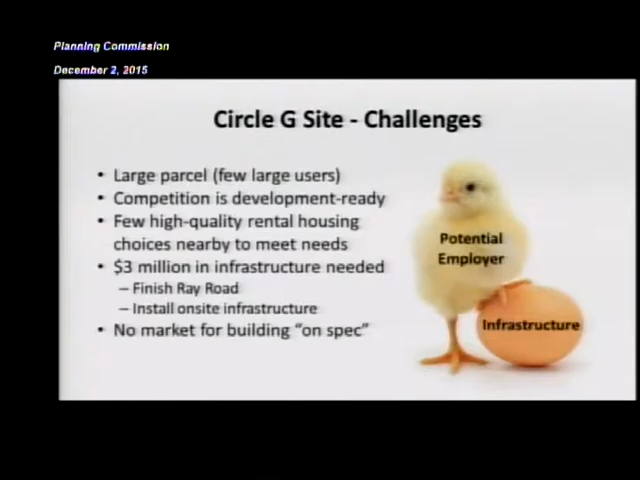 Planning Commission
December 2, 2015
Circle G Site - Challenges
• Large parcel (few large users)
• Competition is development-ready
• Few high-quality rental housing
choices nearby to meet needs
• $3 million in infrastructure needed
– Finish Ray Road
– Install onsite infrastructure
• No market for building “on spec”
Potential
Employer
Infrastructure